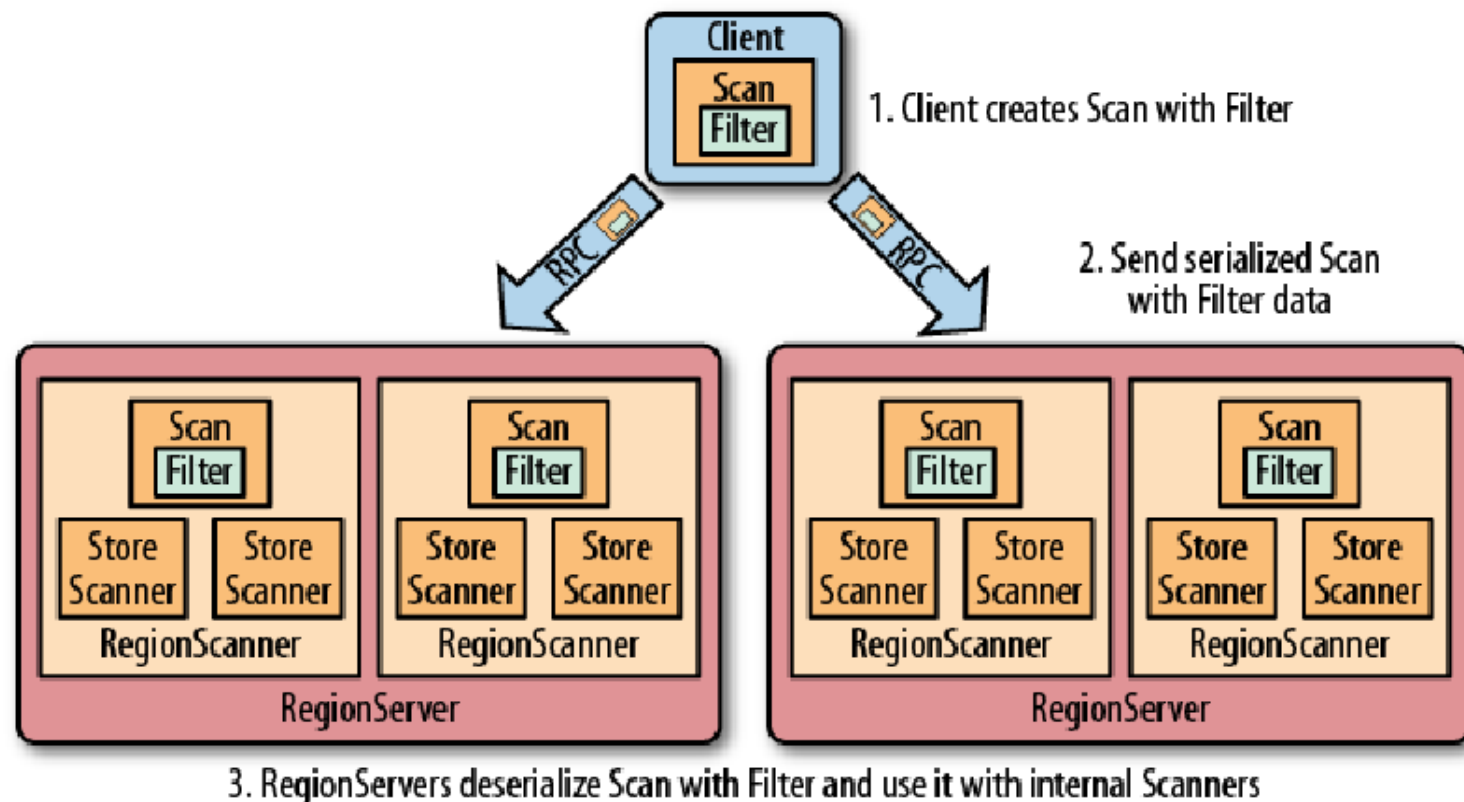 Client
Scan
Filter
1. Client creates Scan with Filter
RPC
RPC
2. Send serialized Scan
with Filter data
Scan
Filter
Store
Scanner
Store
Scanner
RegionScanner
Scan
Filter
Store
Scanner
Store
Scanner
RegionScanner
RegionServer
Scan
Filter
Store
Scanner
Store
Scanner
RegionScanner
Scan
Filter
Store
Scanner
Store
Scanner
RegionScanner
RegionServer
3. RegionServers deserialize Scan with Filter and use it with internal Scanners